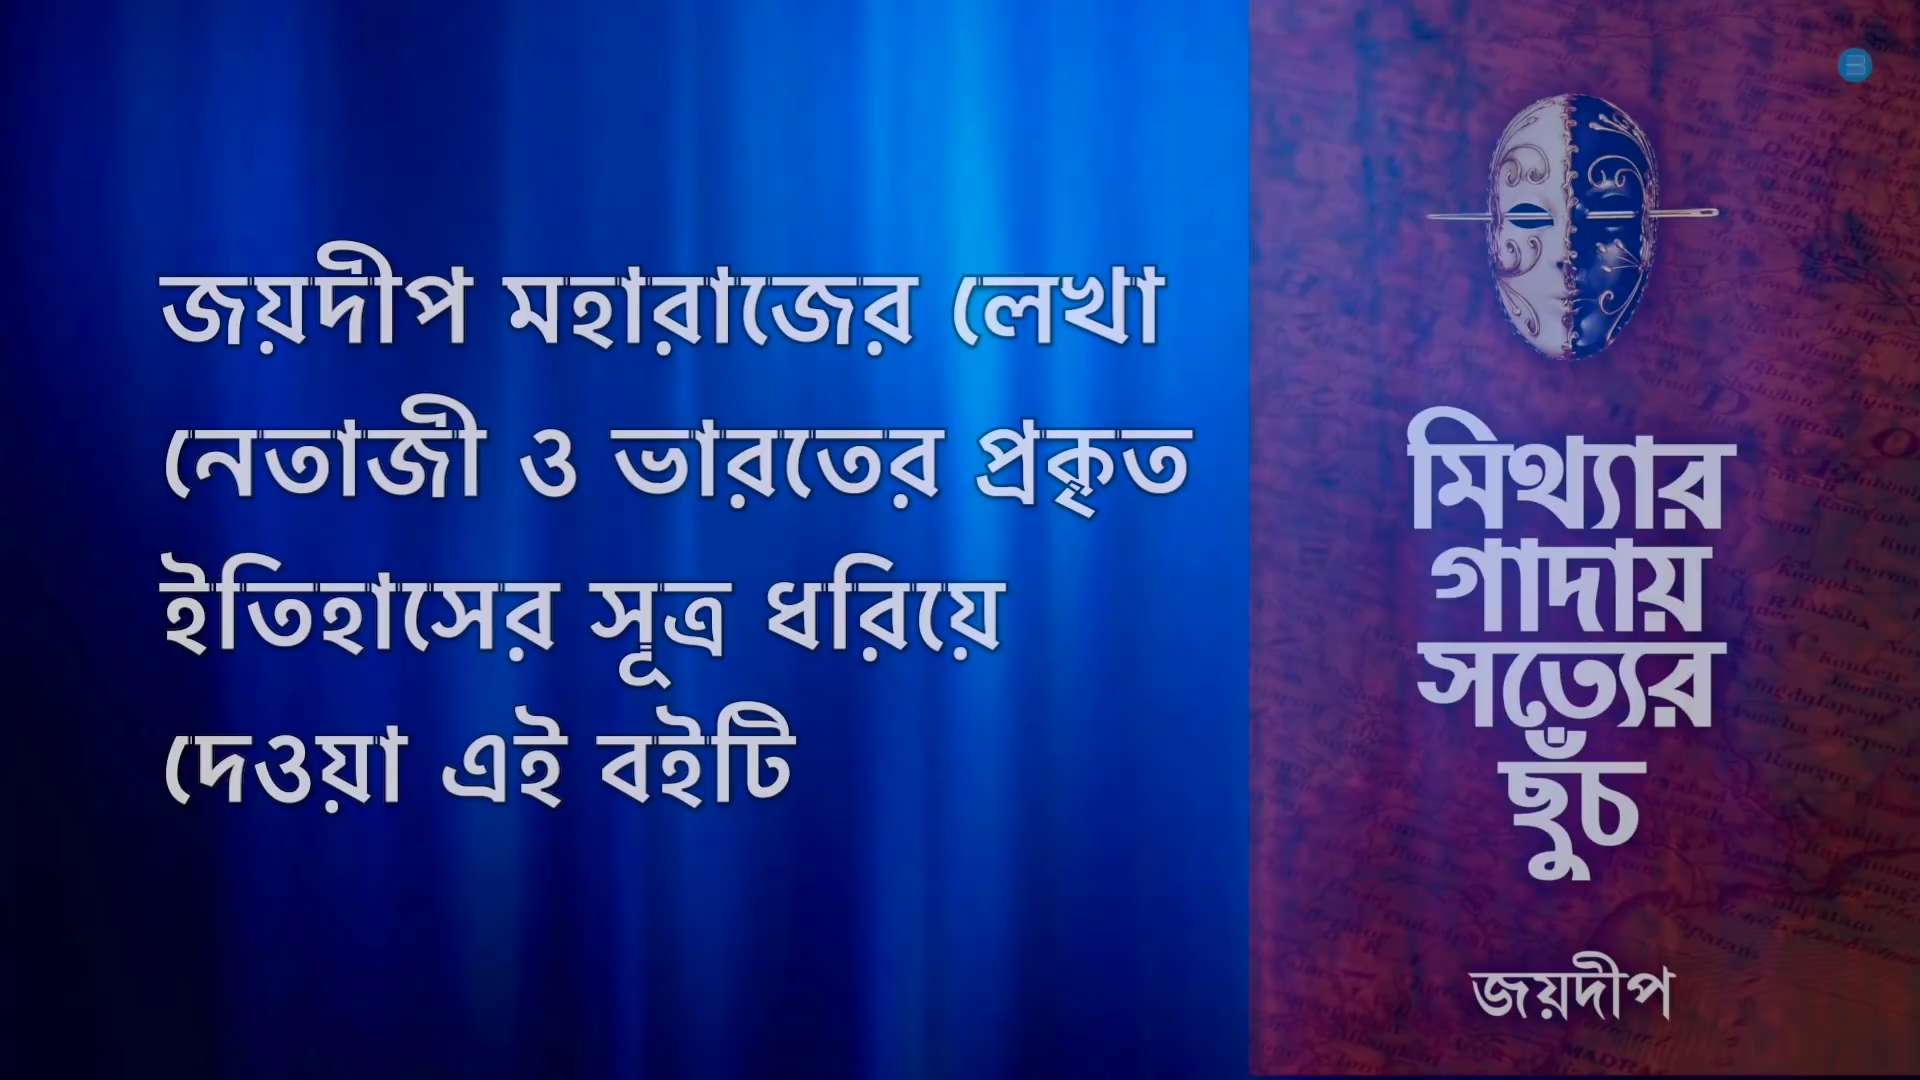 জয়দীপ মহারাজের লেখা
নেতাজী ও ভারতের প্রকৃত
ইতিহাসের সূত্র ধরিয়ে
দেওয়া এই বইটি
মিথ্যার
গাদায়
সত্যের
ছুঁচ
জয়দীপ